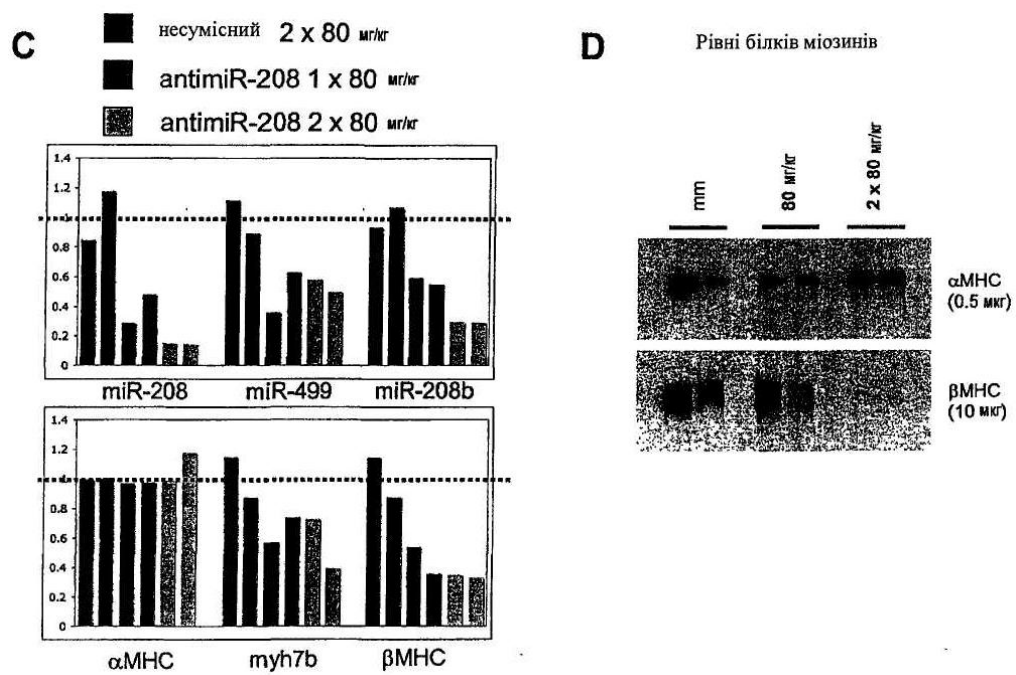 C
несумісний 2 x 80 мг/кг
antimiR-208 1 x 80 мг/кг
antimiR-208 2 x 80 мг/кг
1.4
1.2
1
0.8
0.6
0.4
0.2
0
miR-208 miR-499 miR-208b
1.4
1.2
1
0.8
0.6
0.4
0.2
0
αMHC myh7b βMHC
D
Рівні білків міозинів
mm
80 мг/кг
2 x 80 мг/кг
αMHC
(0.5 мкг)
βMHC
(10 мкг)